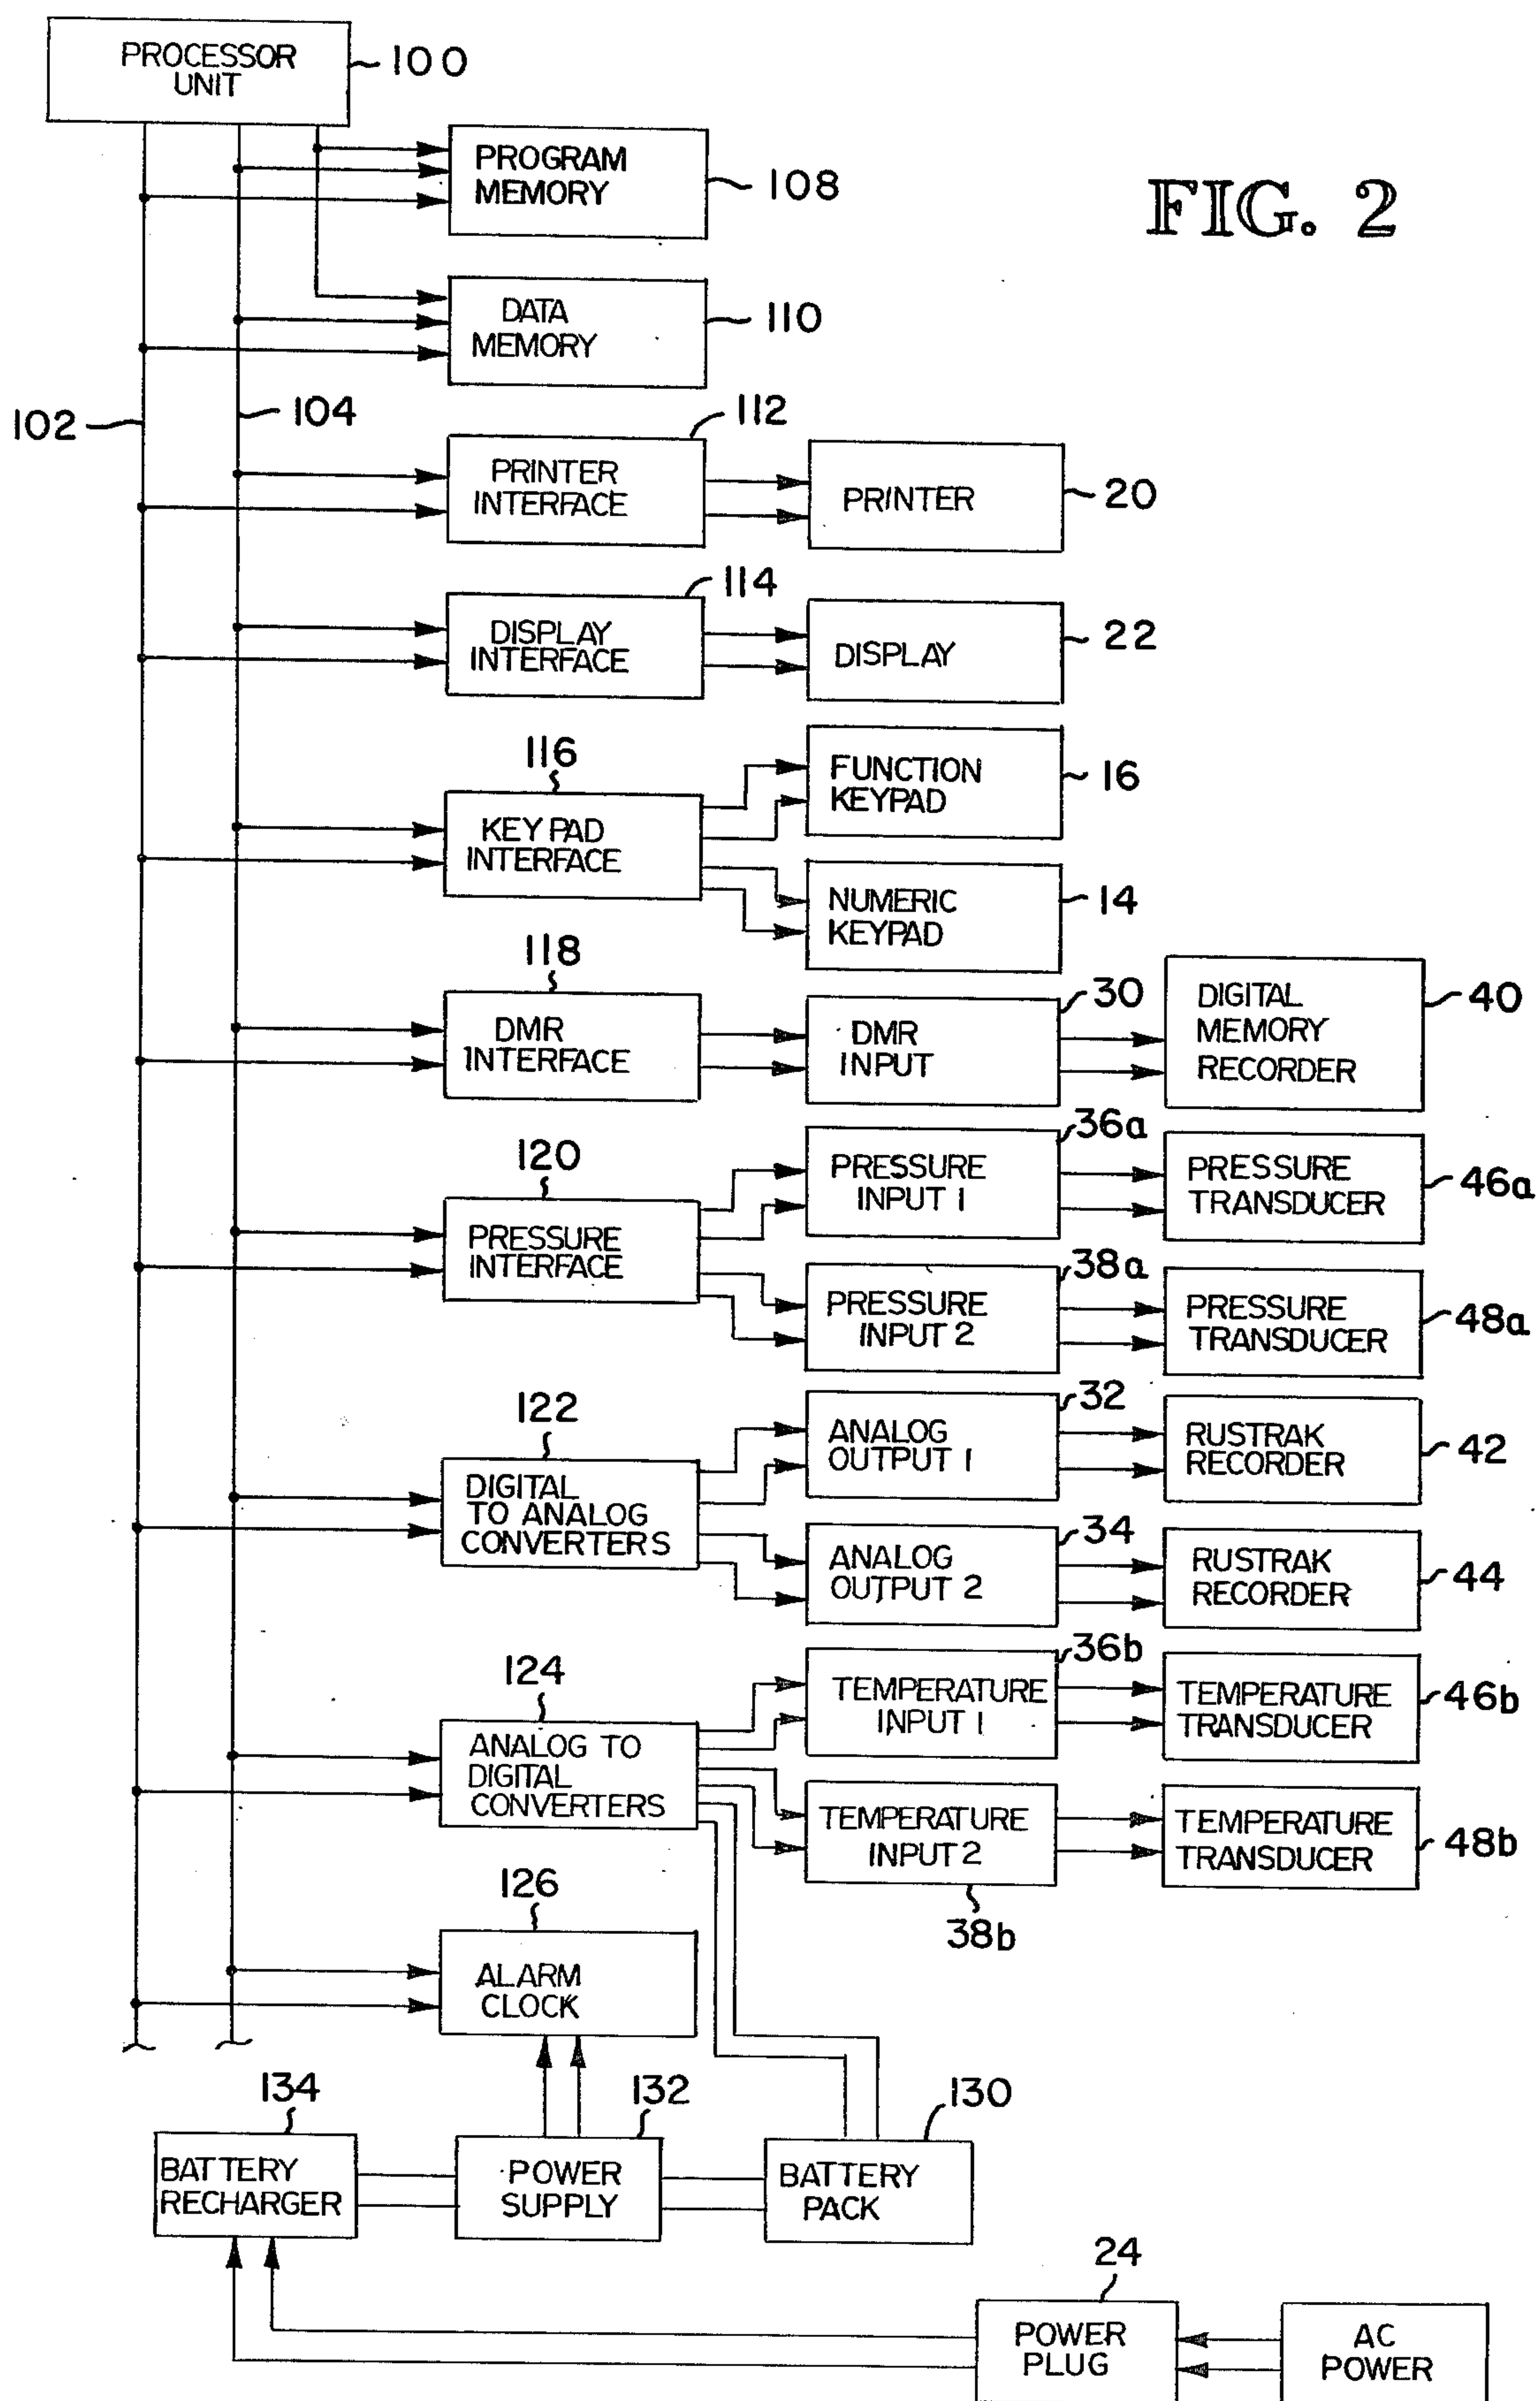 PROCESSOR
UNIT
100
PROGRAM
MEMORY
108
FIG. 2
DATA
MEMORY
110
102
104
112
PRINTER
INTERFACE
PRINTER
20
114
DISPLAY
INTERFACE
DISPLAY
22
116
KEYPAD
INTERFACE
FUNCTION
KEYPAD
16
NUMERIC
KEYPAD
14
118
DMR
INTERFACE
30
DMR
INPUT
DIGITAL
MEMORY
RECORDER
40
120
PRESSURE
INTERFACE
36a
PRESSURE
INPUT 1
PRESSURE
TRANSDUCER
46a
38a
PRESSURE
INPUT 2
PRESSURE
TRANSDUCER
48a
122
DIGITAL
TO ANALOG
CONVERTERS
32
ANALOG
OUTPUT 1
RUSTRAK
RECORDER
42
34
ANALOG
OUTPUT 2
RUSTRAK
RECORDER
44
124
ANALOG TO
DIGITAL
CONVERTERS
36b
TEMPERATURE
INPUT 1
TEMPERATURE
TRANSDUCER
46b
TEMPERATURE
INPUT 2
38b
TEMPERATURE
TRANSDUCER
48b
126
ALARM
CLOCK
134
BATTERY
RECHARGER
132
POWER
SUPPLY
130
BATTERY
PACK
24
POWER
PLUG
AC
POWER